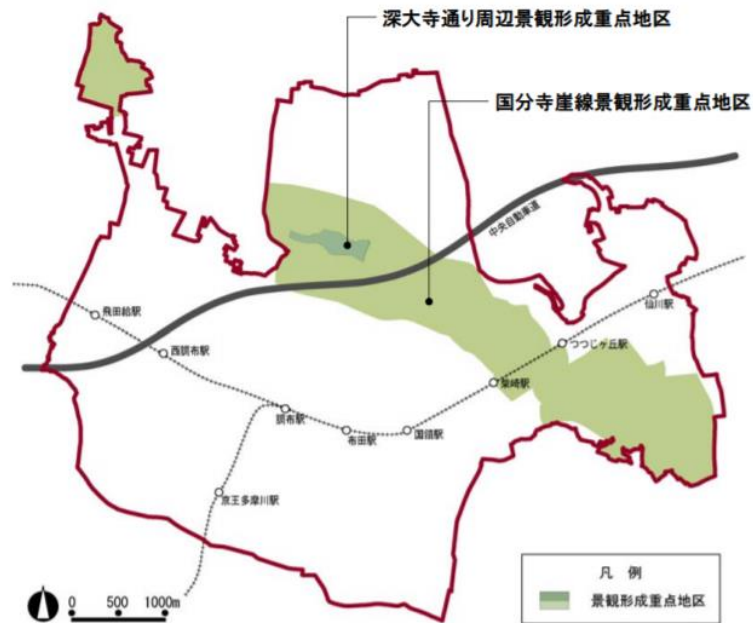 深大寺通り周辺景観形成重点地区
国分寺崖線景観形成重点地区
中央自動車道
仙川駅
飛田給駅
つつじヶ丘駅
西調布駅
柴崎駅
調布駅
布田駅
国領駅
京王多摩川駅
凡 例
景観形成重点地区
0 500 1000m